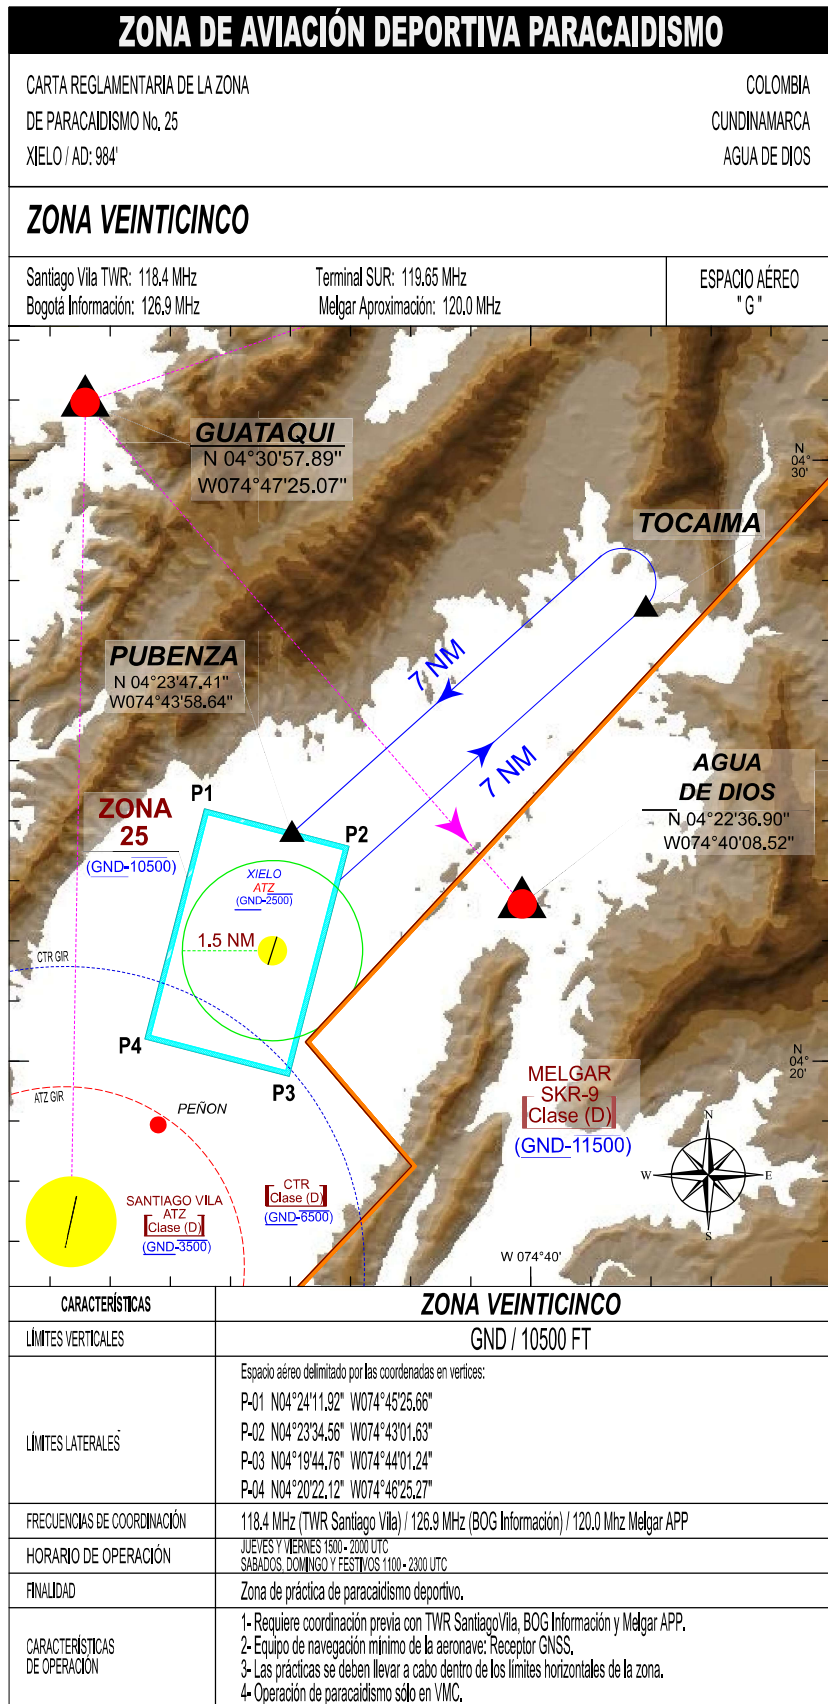 ZONA DE AVIACIÓN DEPORTIVA PARACAIDISMO
CARTA REGLAMENTARIA DE LA ZONA
DE PARACAIDISMO No. 25
XIELO / AD: 984'
COLOMBIA
CUNDINAMARCA
AGUA DE DIOS
ZONA VEINTICINCO
Santiago Vila TWR: 118.4 MHz
Bogotá Información: 126.9 MHz
Terminal SUR: 119.65 MHz
Melgar Aproximación: 120.0 MHz
ESPACIO AÉREO
" G "
GUATAQUI
N 04°30'57.89"
W074°47'25.07"
N
04°
30'
TOCAIMA
PUBENZA
N 04°23'47.41"
W074°43'58.64"
7 NM
7 NM
AGUA
DE DIOS
N 04°22'36.90"
W074°40'08.52"
P1
P2
ZONA
25
(GND-10500)
XIELO
ATZ
(GND-2500)
1.5 NM
CTR GIR
P4
P3
N
04°
20'
MELGAR
SKR-9
Clase (D)
(GND-11500)
ATZ GIR
PEÑON
SANTIAGO VILA
ATZ
Clase (D)
(GND-3500)
CTR
Clase (D)
(GND-6500)
N
W
E
S
W 074°40'
CARACTERÍSTICAS
ZONA VEINTICINCO
LÍMITES VERTICALES
GND / 10500 FT
LÍMITES LATERALES
Espacio aéreo delimitado por las coordenadas en vertices:
P-01 N04°24'11.92" W074°45'25.66"
P-02 N04°23'34.56" W074°43'01.63"
P-03 N04°19'44.76" W074°44'01.24"
P-04 N04°20'22.12" W074°46'25.27"
FRECUENCIAS DE COORDINACIÓN
118.4 MHz (TWR Santiago Vila) / 126.9 MHz (BOG Información) / 120.0 Mhz Melgar APP
HORARIO DE OPERACIÓN
JUEVES Y VIERNES 1500 - 2000 UTC
SABADOS, DOMINGO Y FESTIVOS 1100 - 2300 UTC
FINALIDAD
Zona de práctica de paracaidismo deportivo.
CARACTERÍSTICAS
DE OPERACIÓN
1- Requiere coordinación previa con TWR SantiagoVila, BOG Información y Melgar APP.
2- Equipo de navegación mínimo de la aeronave: Receptor GNSS.
3- Las prácticas se deben llevar a cabo dentro de los límites horizontales de la zona.
4- Operación de paracaidismo sólo en VMC.